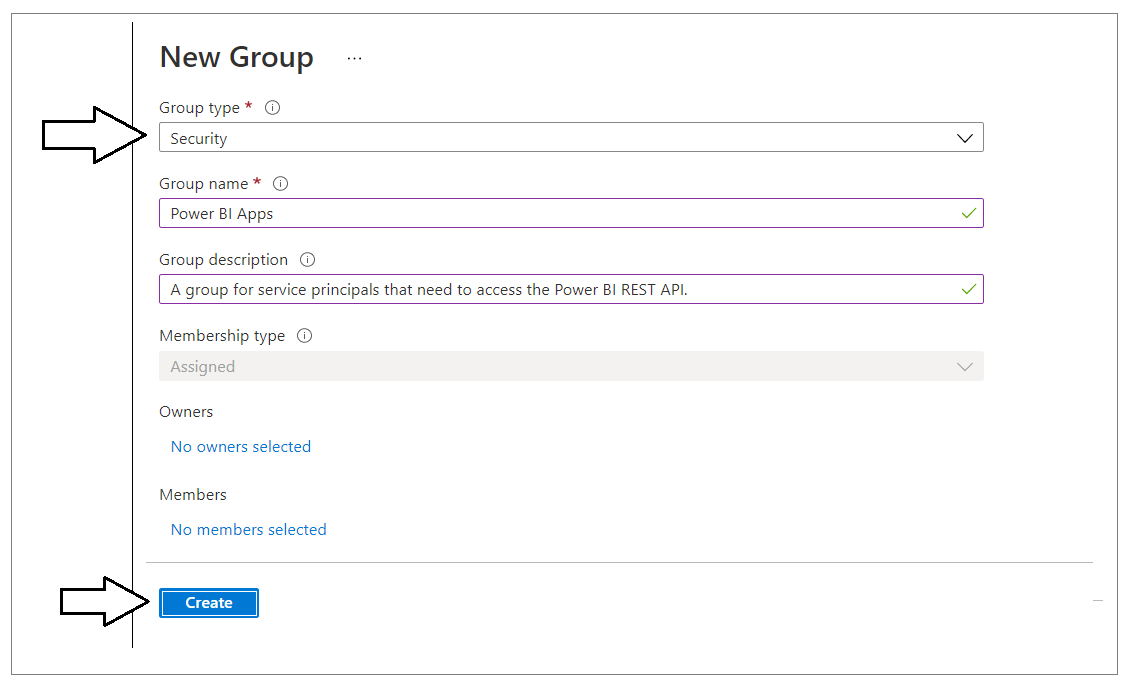 New Group ...
Group type *
Security
Group name *
Power BI Apps
Group description
A group for service principals that need to access the Power BI REST API.
Membership type
Assigned
Owners
No owners selected
Members
No members selected
Create